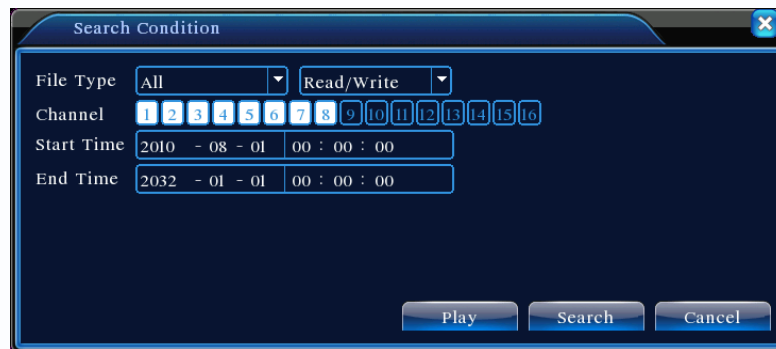 Search Condition
File Type All Read/Write
Channel 1 2 3 4 5 6 7 8 9 10 11 12 13 14 15 16
Start Time 2010 - 08 - 01 00 : 00 : 00
End Time 2032 - 01 - 01 00 : 00 : 00
Play Search Cancel